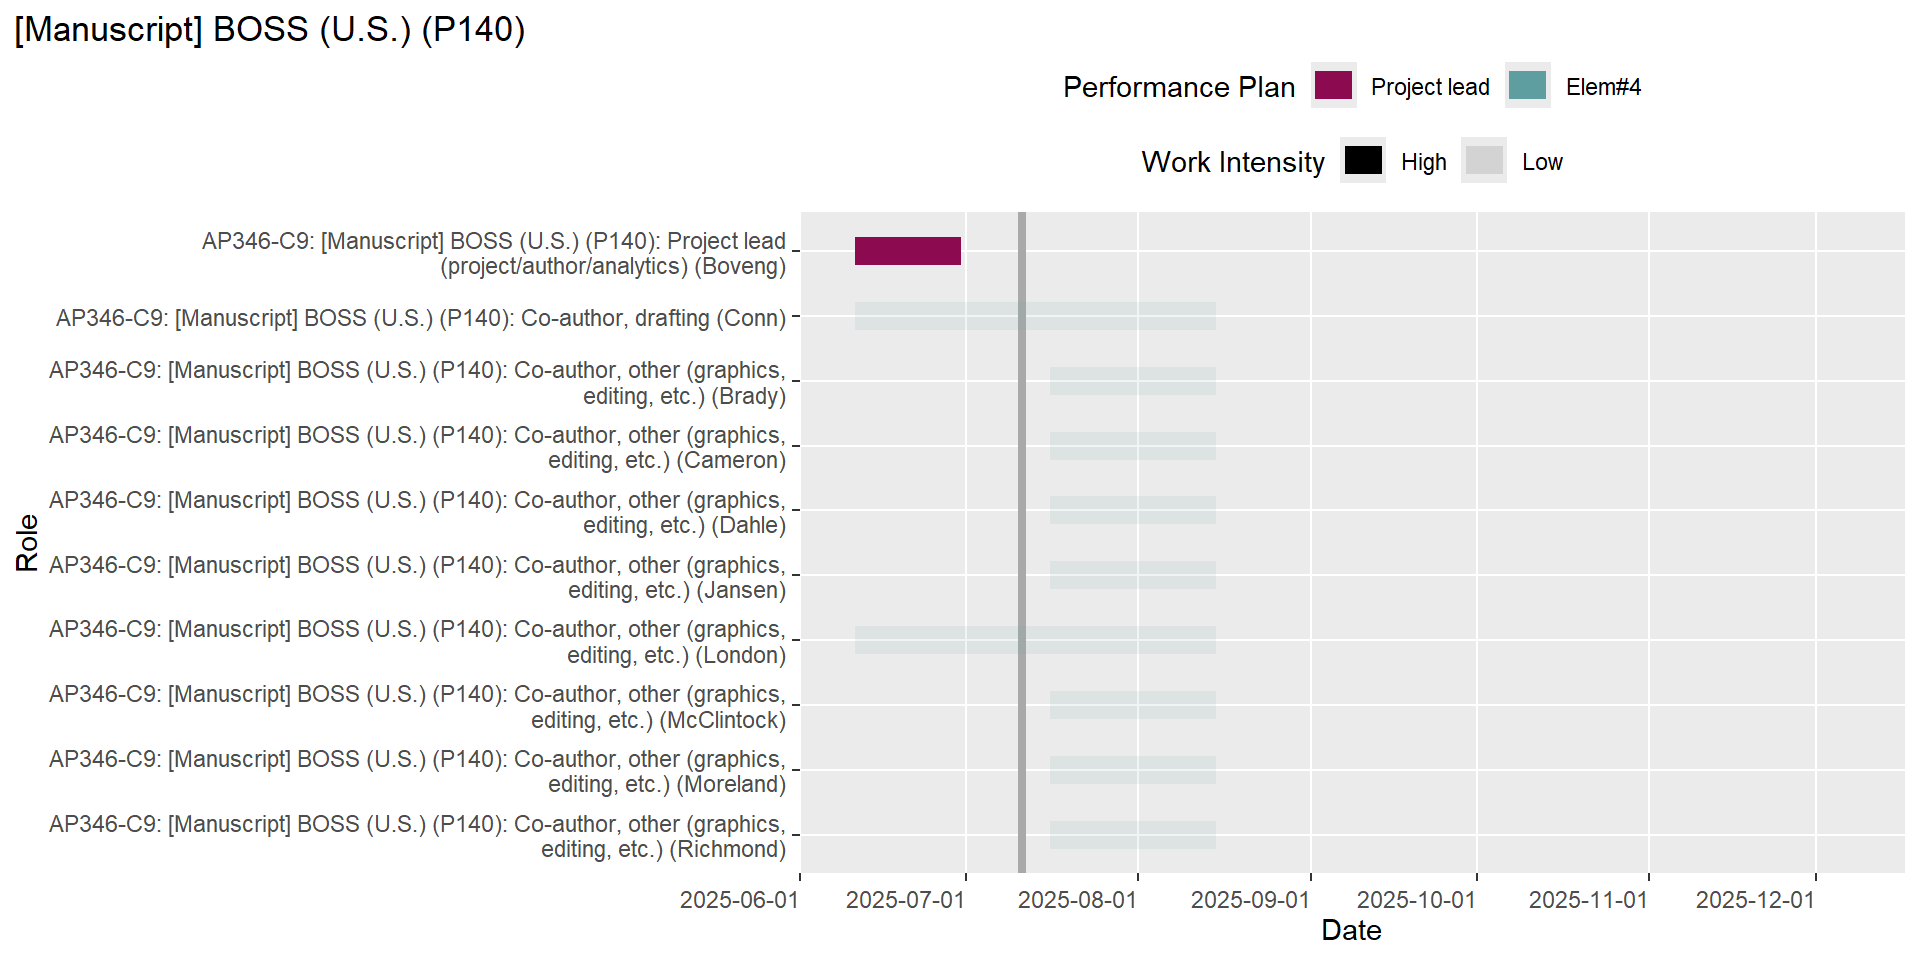 [Manuscript] BOSS (U.S.) (P140)
Performance Plan Project lead Elem#4
Work Intensity High Low
AP346-C9: [Manuscript] BOSS (U.S.) (P140): Project lead
(project/author/analytics) (Boveng)
AP346-C9: [Manuscript] BOSS (U.S.) (P140): Co-author, drafting (Conn)
AP346-C9: [Manuscript] BOSS (U.S.) (P140): Co-author, other (graphics,
editing, etc.) (Brady)
AP346-C9: [Manuscript] BOSS (U.S.) (P140): Co-author, other (graphics,
editing, etc.) (Cameron)
AP346-C9: [Manuscript] BOSS (U.S.) (P140): Co-author, other (graphics,
editing, etc.) (Dahle)
AP346-C9: [Manuscript] BOSS (U.S.) (P140): Co-author, other (graphics,
editing, etc.) (Jansen)
AP346-C9: [Manuscript] BOSS (U.S.) (P140): Co-author, other (graphics,
editing, etc.) (London)
AP346-C9: [Manuscript] BOSS (U.S.) (P140): Co-author, other (graphics,
editing, etc.) (McClintock)
AP346-C9: [Manuscript] BOSS (U.S.) (P140): Co-author, other (graphics,
editing, etc.) (Moreland)
AP346-C9: [Manuscript] BOSS (U.S.) (P140): Co-author, other (graphics,
editing, etc.) (Richmond)
Role
2025-06-01 2025-07-01 2025-08-01 2025-09-01 2025-10-01 2025-11-01 2025-12-01
Date